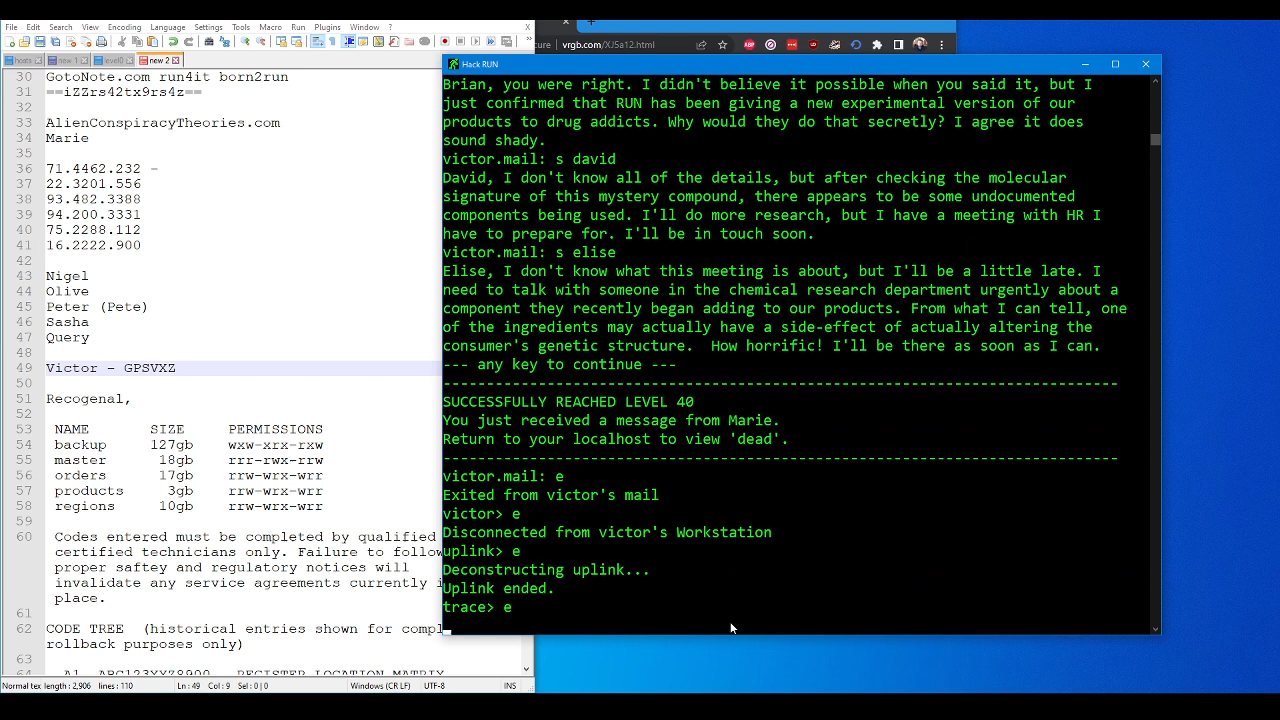 File Edit Search View Encoding Language Settings Tools Macro Run Plugins Window ? X
new 1 level0 new 2
30 GotoNote.com run4it born2run
31 ==iZZrs42tx9rs4z==
32
33 AlienConspiracyTheories.com
34 Marie
35
36 71.4462.232 -
37 22.3201.556
38 93.482.3388
39 94.200.3331
40 75.2288.112
41 16.2222.900
42
43 Nigel
44 Olive
45 Peter (Pete)
46 Sasha
47 Query
48
49 Victor - GPSVXZ
50
51 Recogenal,
52
53 NAME SIZE PERMISSIONS
54 backup 127gb wxw-xrx-rxw
55 master 18gb rrr-rwx-rrw
56 orders 17gb rrw-wrx-wrr
57 products 3gb rrw-wrx-wrr
58 regions 10gb rrw-wrx-wrr
59
60 Codes entered must be completed by qualified
certified technicians only. Failure to follow
proper saftey and regulatory notices will
invalidate any service agreements currently i
place.
61
62 CODE TREE (historical entries shown for compl
rollback purposes only)
63
Normal tex length : 2,906 lines : 110 Ln : 49 Col : 9 Sel : 0 | 0 Windows (CR LF) UTF-8 INS
cure vrgb.com/XJ5a12.html
Hack RUN
Brian, you were right. I didn't believe it possible when you said it, but I
just confirmed that RUN has been giving a new experimental version of our
products to drug addicts. Why would they do that secretly? I agree it does
sound shady.
victor.mail: s david
David, I don't know all of the details, but after checking the molecular
signature of this mystery compound, there appears to be some undocumented
components being used. I'll do more research, but I have a meeting with HR I
have to prepare for. I'll be in touch soon.
victor.mail: s elise
Elise, I don't know what this meeting is about, but I'll be a little late. I
need to talk with someone in the chemical research department urgently about a
component they recently began adding to our products. From what I can tell, one
of the ingredients may actually have a side-effect of actually altering the
consumer's genetic structure.  How horrific! I'll be there as soon as I can.
--- any key to continue ---
--------------------------------------------------------------------------
SUCCESSFULLY REACHED LEVEL 40
You just received a message from Marie.
Return to your localhost to view 'dead'.
--------------------------------------------------------------------------
victor.mail: e
Exited from victor's mail
victor> e
Disconnected from victor's Workstation
uplink> e
Deconstructing uplink...
Uplink ended.
trace> e